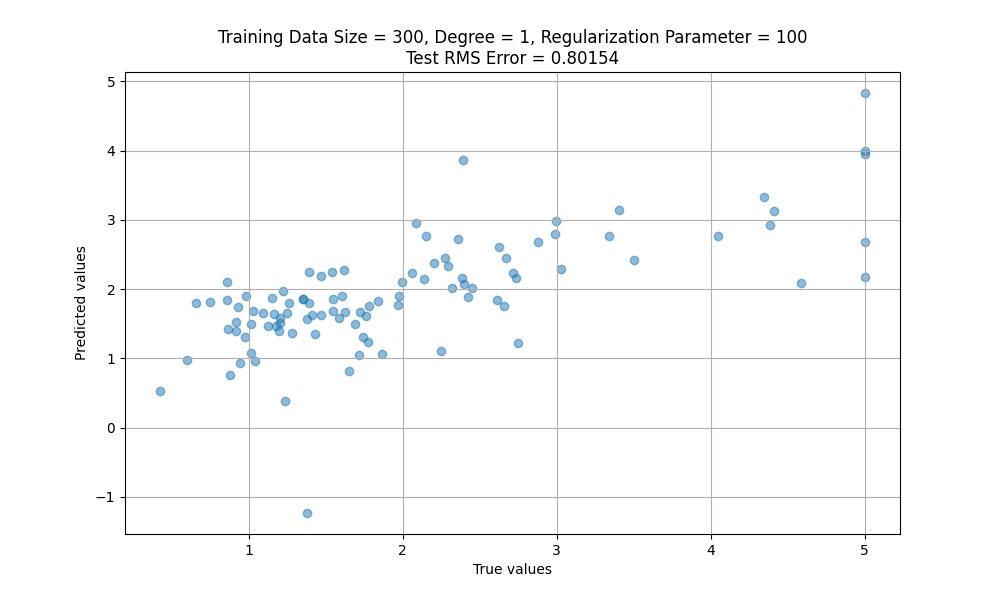 Training Data Size = 300, Degree = 1, Regularization Parameter = 100
Test RMS Error = 0.80154
5
4
3
2
1
0
−1
Predicted values
1 2 3 4 5
True values